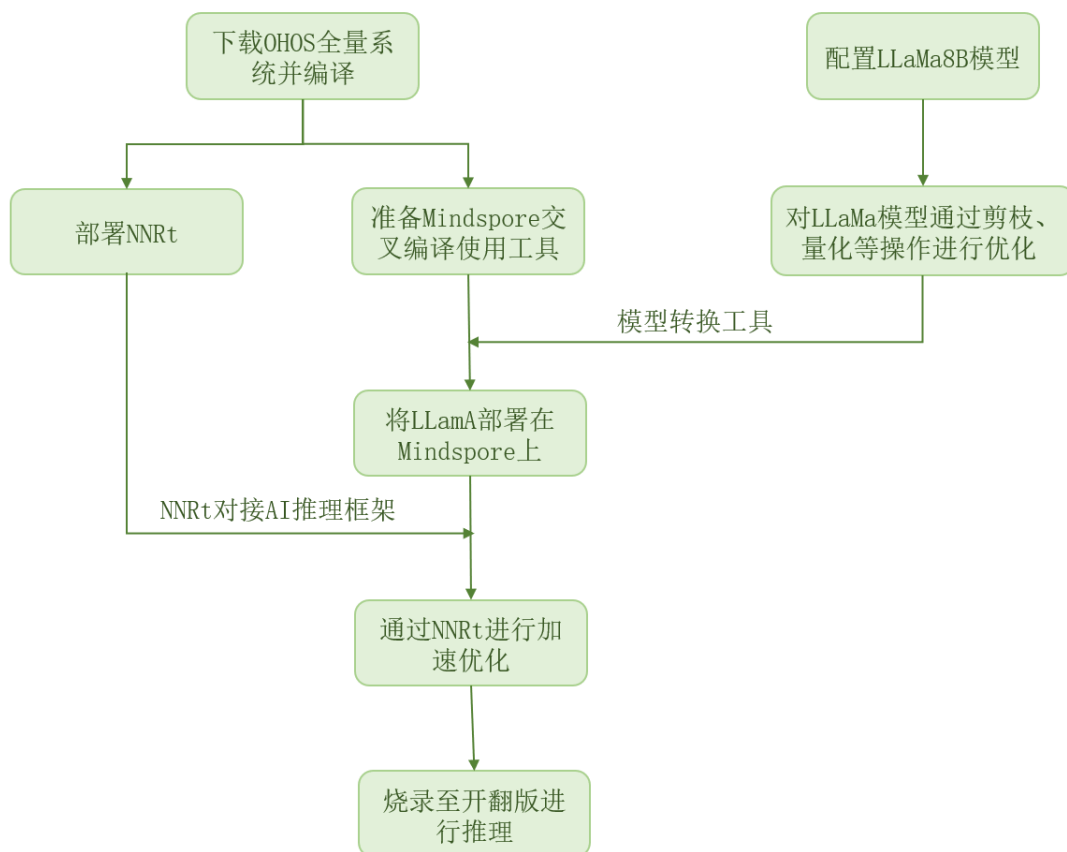 下载OHOS全量系
统并编译
配置LLaMa8B模型
部署NNRt
准备Mindspore交
叉编译使用工具
对LLaMa模型通过剪枝、
量化等操作进行优化
模型转换工具
将LLamA部署在
Mindspore上
NNRt对接AI推理框架
通过NNRt进行加
速优化
烧录至开翻版进
行推理